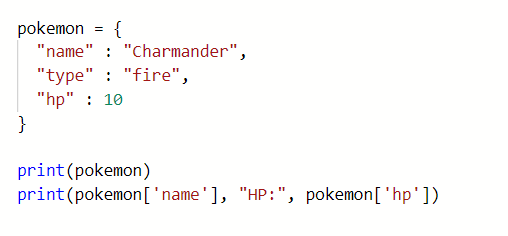 pokemon = {
  "name" : "Charmander",
  "type" : "fire",
  "hp" : 10
}

print(pokemon)
print(pokemon['name'], "HP:", pokemon['hp'])